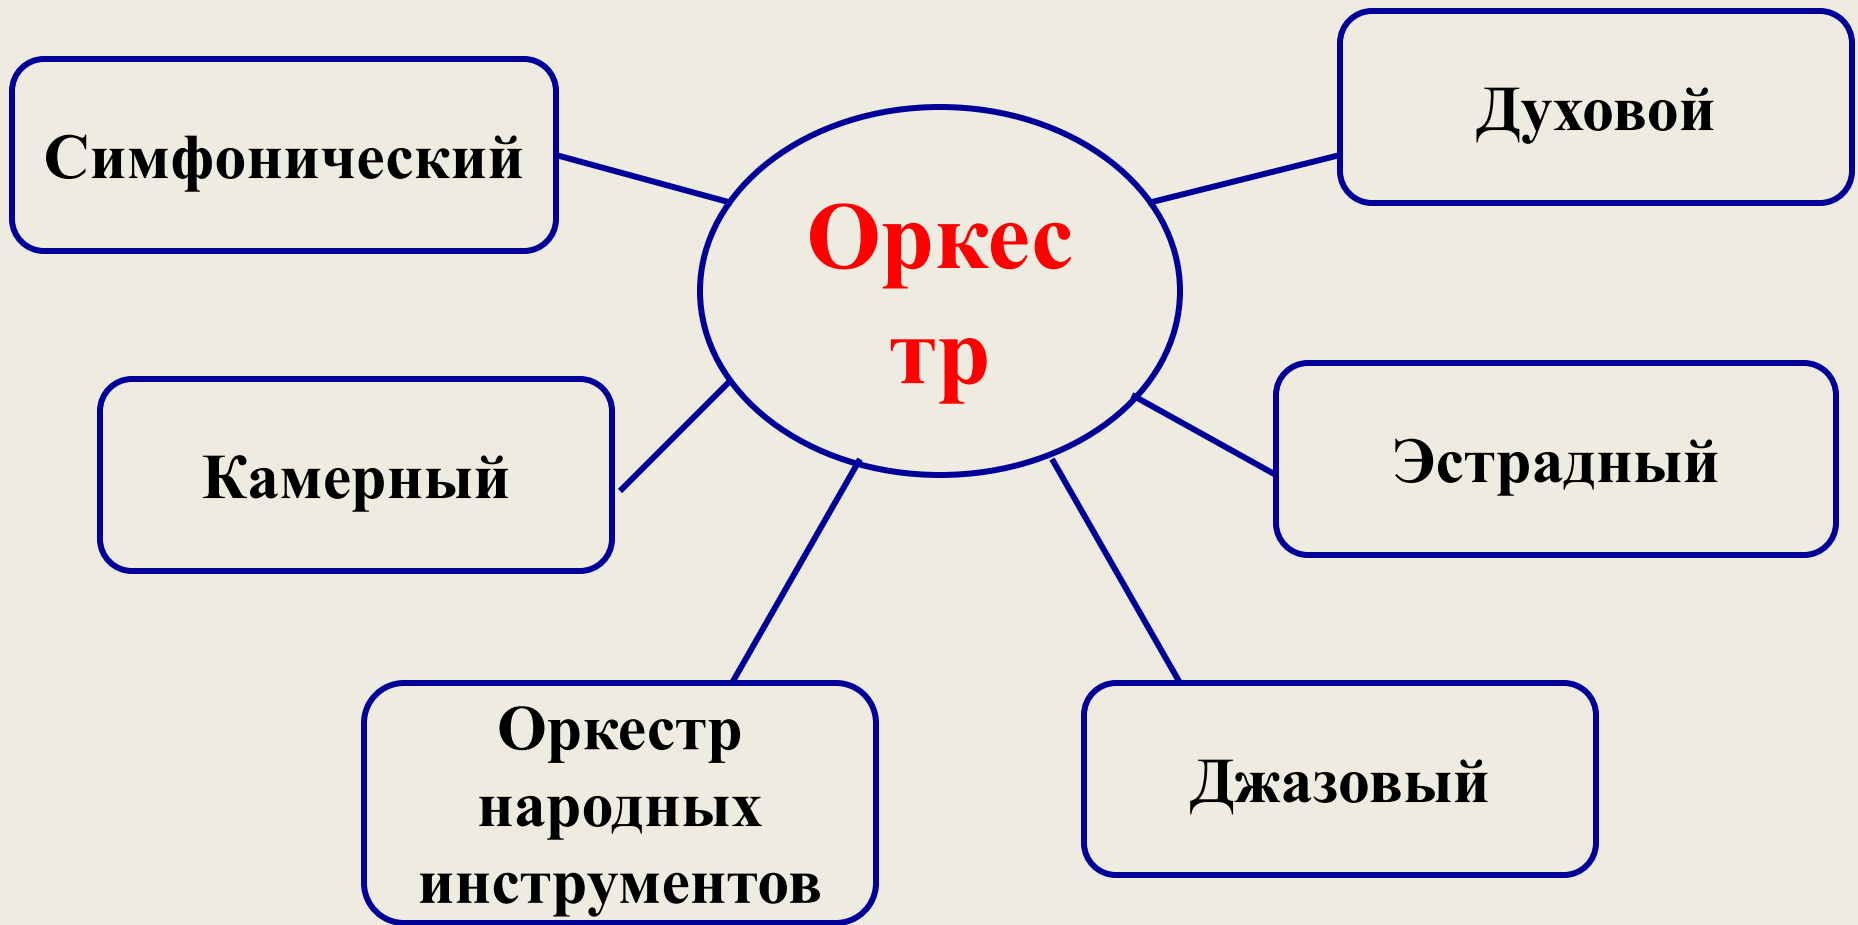 Симфонический
Оркес
тр
Духовой
Камерный
Эстрадный
Оркестр
народных
инструментов
Джазовый